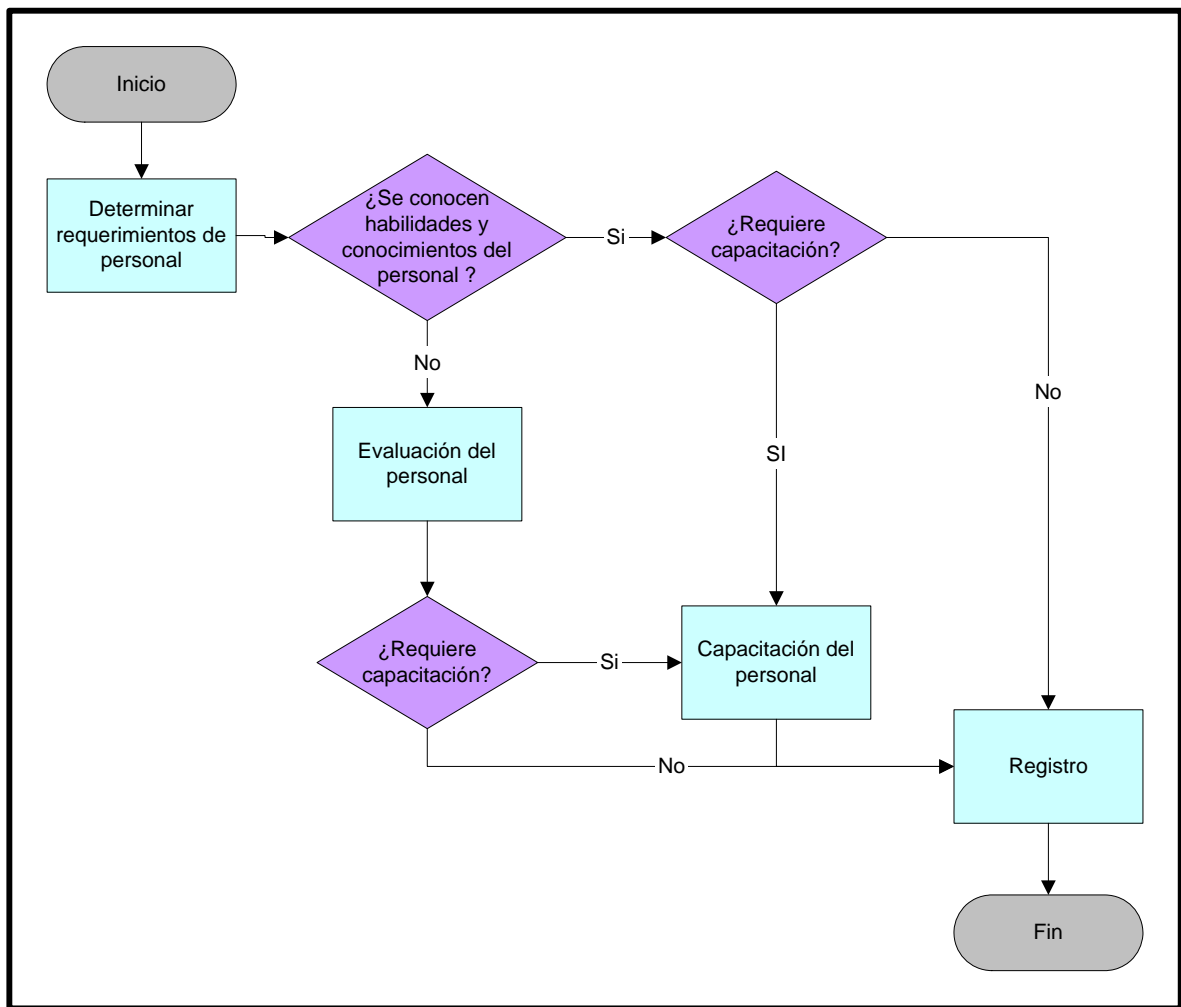 Inicio
Determinar
requerimientos de
personal
¿Se conocen
habilidades y
conocimientos del
personal ?
Si
¿Requiere
capacitación?
No
No
Evaluación del
personal
SI
¿Requiere
capacitación?
Si
Capacitación del
personal
No
Registro
Fin